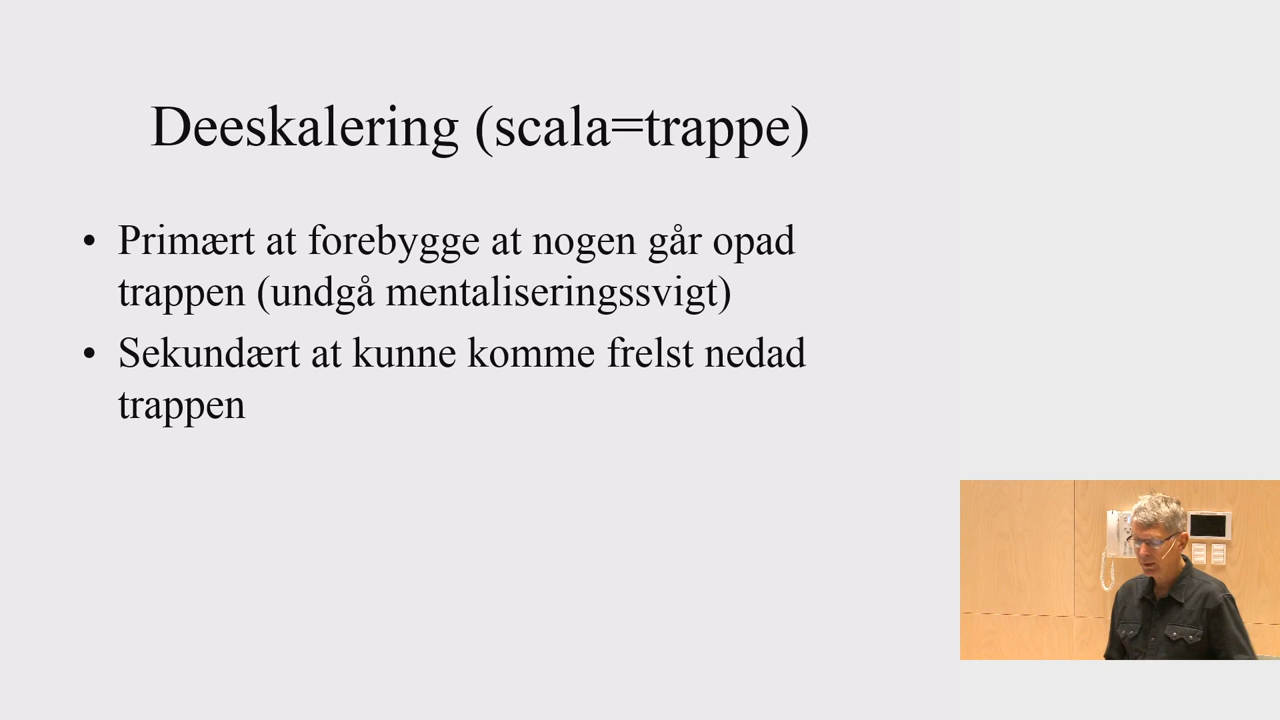 Deeskalering (scala=trappe)
• Primært at forebygge at nogen går opad
trappen (undgå mentaliseringssvigt)
• Sekundært at kunne komme frelst nedad
trappen